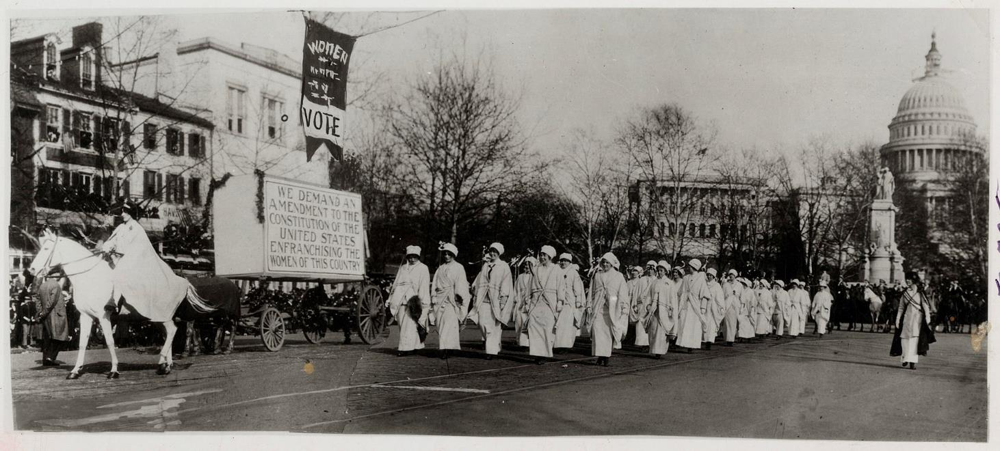 WOMEN
VOTE
WE DEMAND AN
AMENDMENT TO THE
CONSTITUTION OF THE
UNITED STATES
ENFRANCHISING THE
WOMEN OF THIS COUNTRY